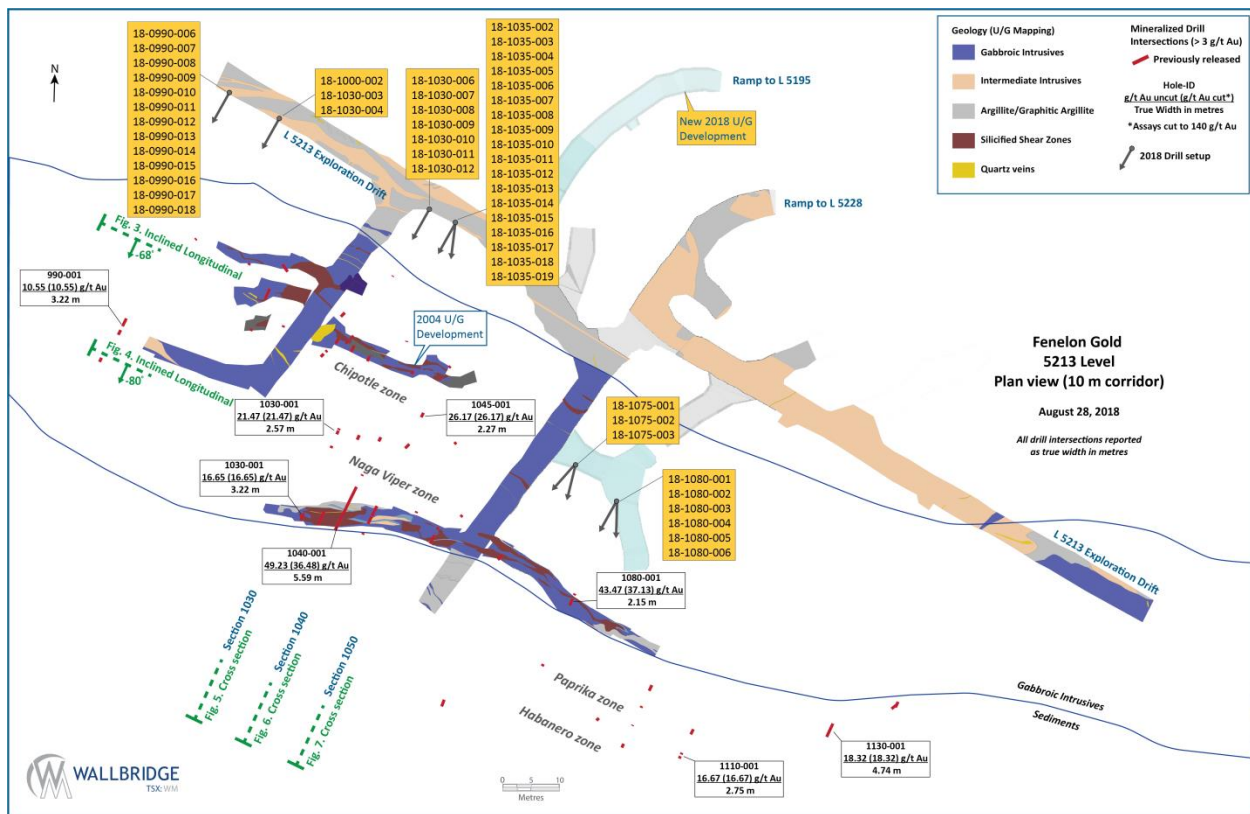 18-0990-006
18-0990-007
18-0990-008
18-0990-009
18-0990-010
18-0990-011
18-0990-012
18-0990-013
18-0990-014
18-0990-015
18-0990-016
18-0990-017
18-0990-018
18-1000-002
18-1030-003
18-1030-004
18-1030-006
18-1030-007
18-1030-008
18-1030-009
18-1030-010
18-1030-011
18-1030-012
18-1035-002
18-1035-003
18-1035-004
18-1035-005
18-1035-006
18-1035-007
18-1035-008
18-1035-009
18-1035-010
18-1035-011
18-1035-012
18-1035-013
18-1035-014
18-1035-015
18-1035-016
18-1035-017
18-1035-018
18-1035-019
N
Ramp to L 5195
New 2018 U/G
Development
Ramp to L 5228
L 5213 Exploration Drift
Geology (U/G Mapping)
Gabbroic Intrusives
Intermediate Intrusives
Argillite/Graphitic Argillite
Silicified Shear Zones
Quartz veins
Mineralized Drill
Intersections (> 3 g/t Au)
Previously released
Hole-ID
g/t Au uncut (g/t Au cut*)
True Width in metres
*Assays cut to 140 g/t Au
2018 Drill setup
Fig. 3. Inclined Longitudinal
-68°
990-001
10.55 (10.55) g/t Au
3.22 m
Fig. 4. Inclined Longitudinal
-80°
2004 U/G
Development
Chipotle zone
1030-001
21.47 (21.47) g/t Au
2.57 m
1045-001
26.17 (26.17) g/t Au
2.27 m
Fenelon Gold
5213 Level
Plan view (10 m corridor)
August 28, 2018
All drill intersections reported
as true width in metres
18-1075-001
18-1075-002
18-1075-003
Naga Viper zone
1030-001
16.65 (16.65) g/t Au
3.22 m
18-1080-001
18-1080-002
18-1080-003
18-1080-004
18-1080-005
18-1080-006
1040-001
49.23 (36.48) g/t Au
5.59 m
1080-001
43.47 (37.13) g/t Au
2.15 m
L 5213 Exploration Drift
Section 1030
Fig. 5. Cross section
Section 1040
Fig. 6. Cross section
Section 1050
Fig. 7. Cross section
Paprika zone
Habanero zone
Gabbroic Intrusives
Sediments
1130-001
18.32 (18.32) g/t Au
4.74 m
1110-001
16.67 (16.67) g/t Au
2.75 m
WALLBRIDGE
TSX:WM
0 5 10
Metres